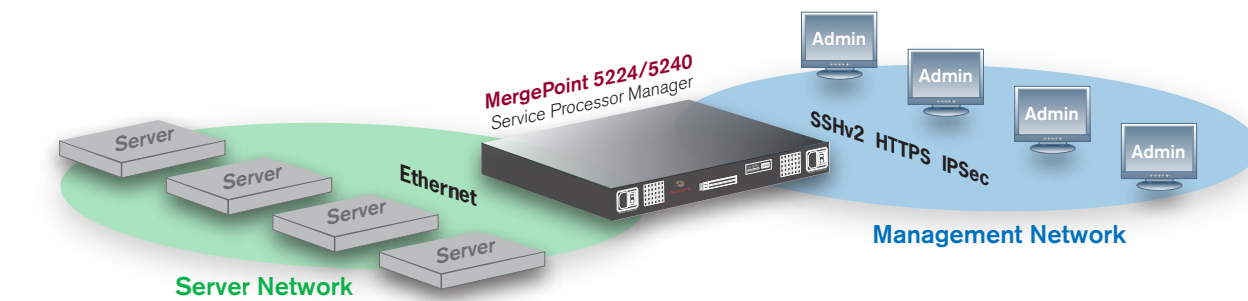 Admin
Admin
Admin
Admin
MergePoint 5224/5240
Service Processor Manager
SSHv2 HTTPS IPSec
Server
Server
Server
Server
Ethernet
Management Network
Server Network